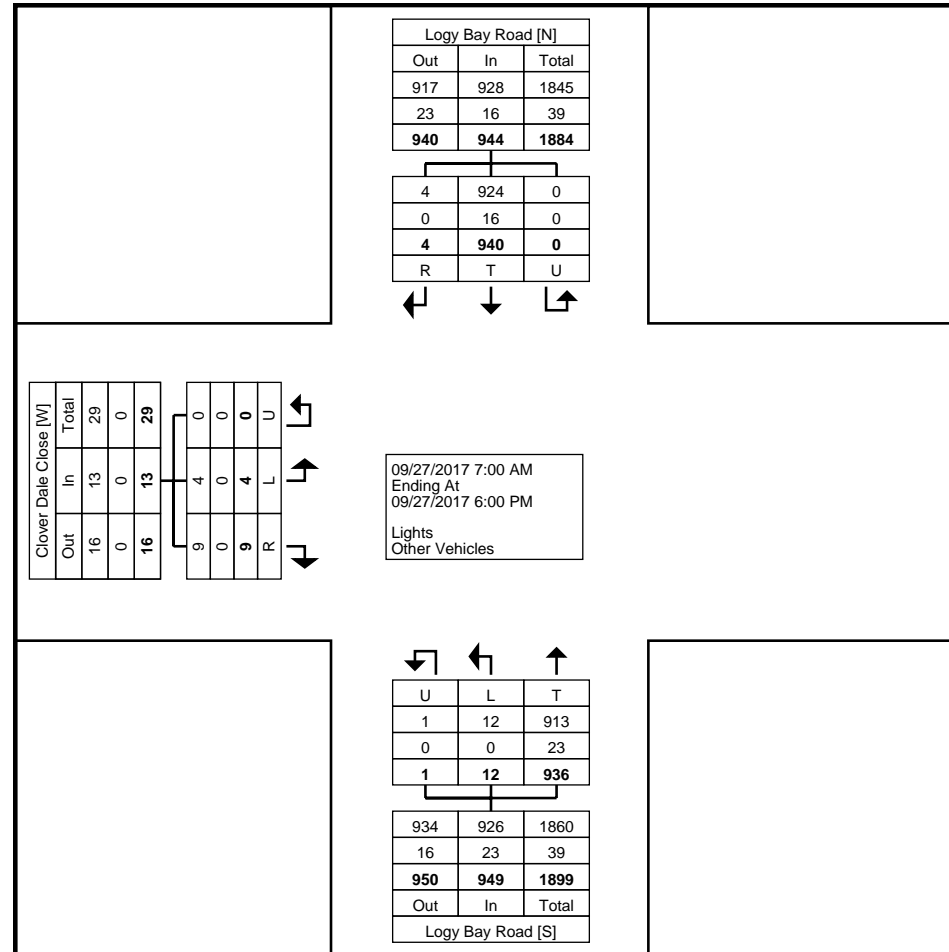 Logy Bay Road [N]
Out In Total
917 928 1845
23 16 39
940 944 1884
4 924 0
0 16 0
4 940 0
R T U
Clover Dale Close [W]
Out In Total
16 13 29
0 0 0
16 13 29
9 4 0
0 0 0
9 4 0
R L U
09/27/2017 7:00 AM
Ending At
09/27/2017 6:00 PM
Lights
Other Vehicles
U L T
1 12 913
0 0 23
1 12 936
934 926 1860
16 23 39
950 949 1899
Out In Total
Logy Bay Road [S]